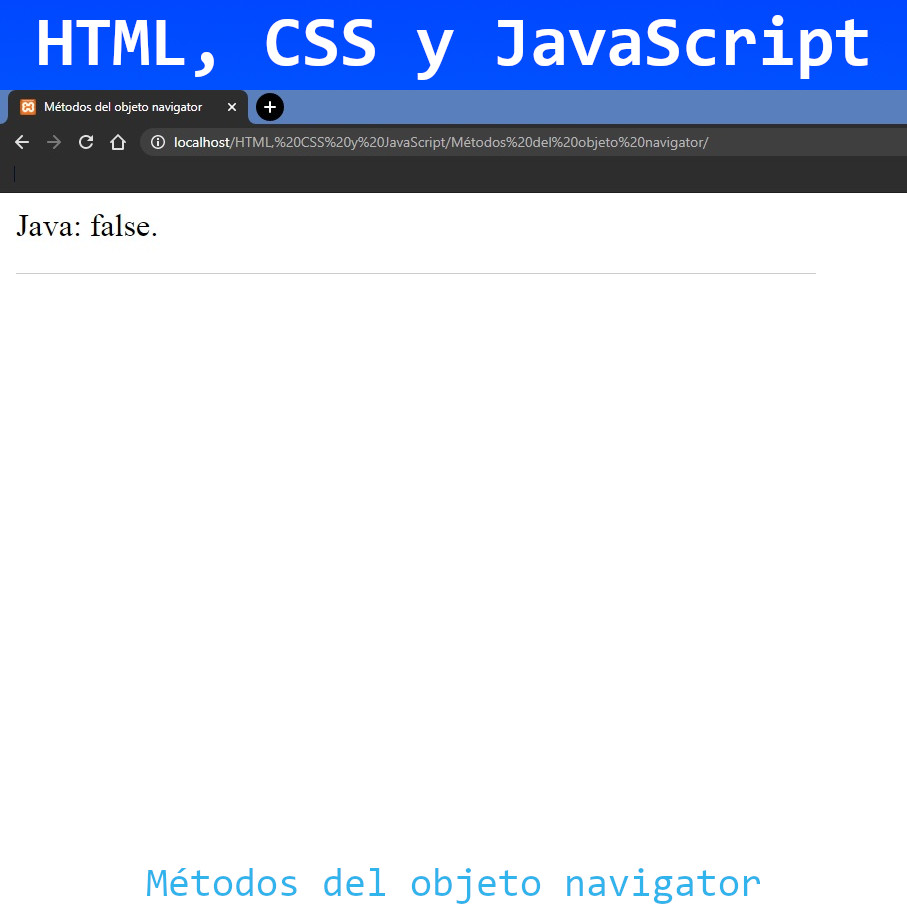 HTML, CSS y JavaScript
Métodos del objeto navigator
localhost/HTML,%20CSS%20y%20JavaScript/Métodos%20del%20objeto%20navigator/
Java: false.
Métodos del objeto navigator